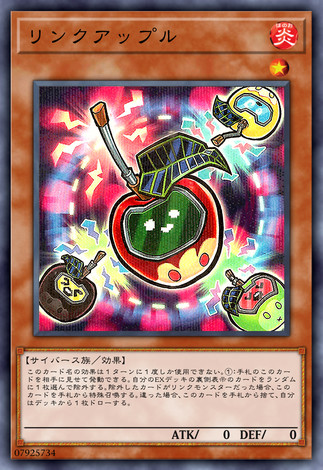 リンクアップル
ほのお
炎
【サイバース族／効果】
このカード名の効果は１ターンに１度しか使用できない。①：手札のこのカー
ドを相手に見せて発動できる。自分のEXデッキの裏側表示のカードをランダム
に１枚選んで除外する。除外したカードがリンクモンスターだった場合、この
カードを手札から特殊召喚する。違った場合、このカードを手札から捨て、自分
はデッキから１枚ドローする。
ATK/ 0 DEF/ 0
07925734